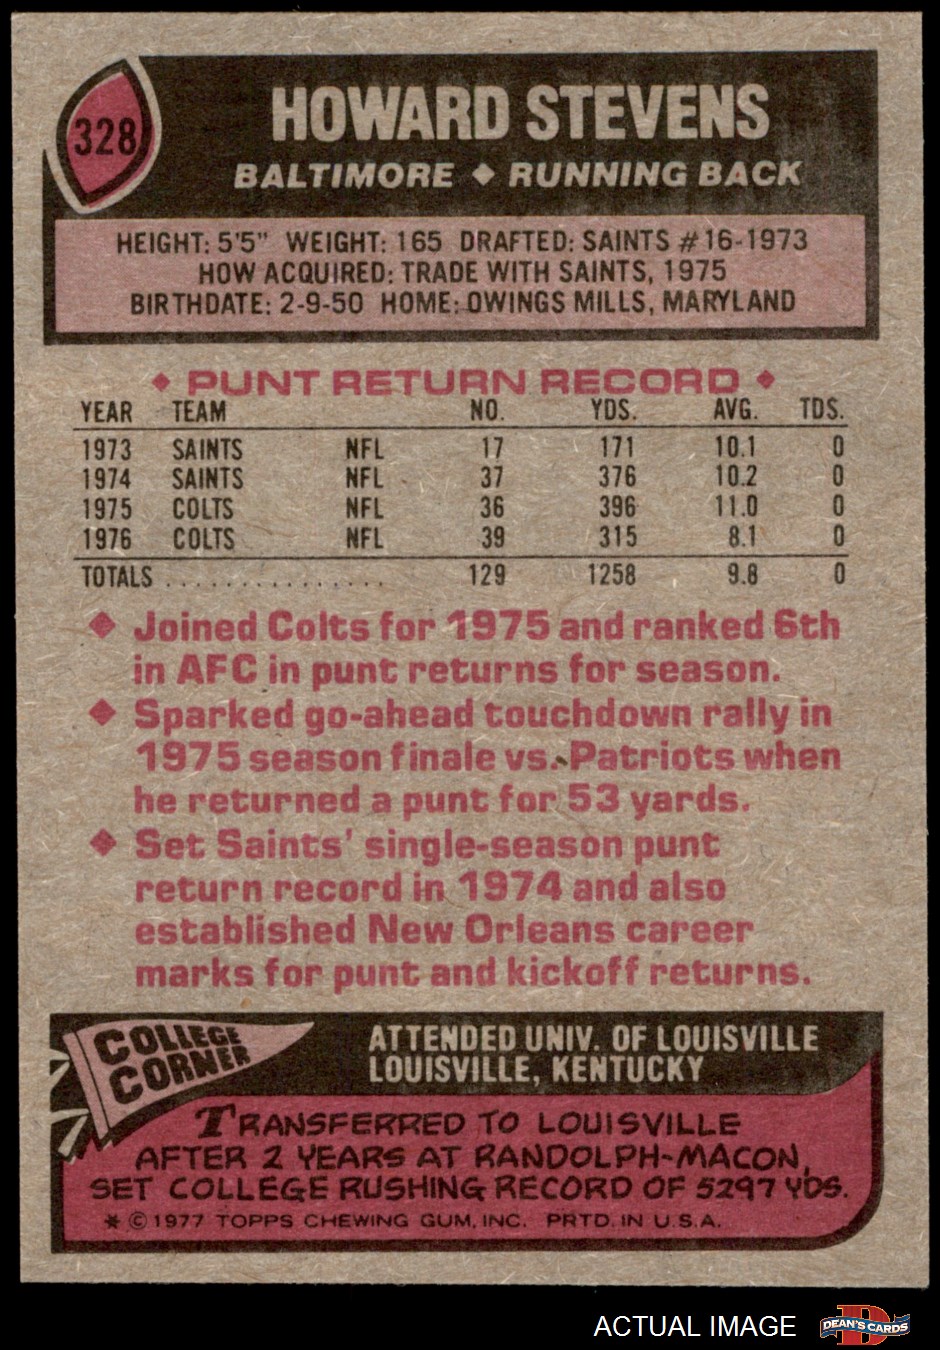 328
HOWARD STEVENS
BALTIMORE ◆ RUNNING BACK
HEIGHT: 5'5" WEIGHT: 165 DRAFTED: SAINTS #16-1973
HOW ACQUIRED: TRADE WITH SAINTS, 1975
BIRTHDATE: 2-9-50 HOME: OWINGS MILLS, MARYLAND
◆ PUNT RETURN RECORD ◆
YEAR TEAM NO. YDS. AVG. TDS.
1973 SAINTS NFL 17 171 10.1 0
1974 SAINTS NFL 37 376 10.2 0
1975 COLTS NFL 36 396 11.0 0
1976 COLTS NFL 39 315 8.1 0
TOTALS ............... 129 1258 9.8 0
◆ Joined Colts for 1975 and ranked 6th
in AFC in punt returns for season.
◆ Sparked go-ahead touchdown rally in
1975 season finale vs. Patriots when
he returned a punt for 53 yards.
◆ Set Saints' single-season punt
return record in 1974 and also
established New Orleans career
marks for punt and kickoff returns.
COLLEGE
CORNER
ATTENDED UNIV. OF LOUISVILLE
LOUISVILLE, KENTUCKY
TRANSFERRED TO LOUISVILLE
AFTER 2 YEARS AT RANDOLPH-MACON,
SET COLLEGE RUSHING RECORD OF 5297 YDS.
* © 1977 TOPPS CHEWING GUM, INC. PRTD. IN U.S.A.
ACTUAL IMAGE
D
DEAN'S CARDS